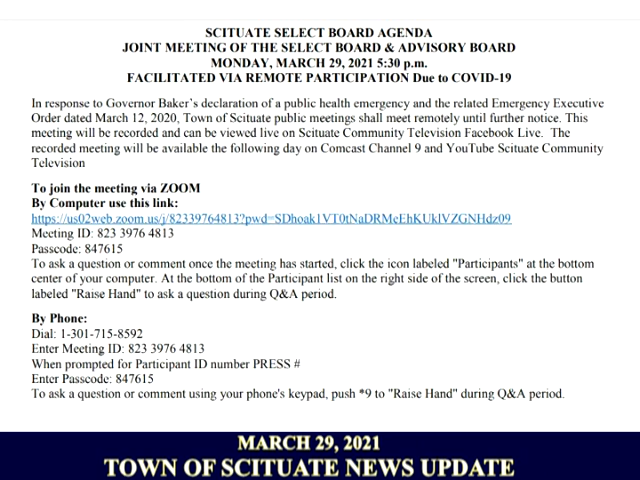 SCITUATE SELECT BOARD AGENDA
JOINT MEETING OF THE SELECT BOARD & ADVISORY BOARD
MONDAY, MARCH 29, 2021 5:30 p.m.
FACILITATED VIA REMOTE PARTICIPATION Due to COVID-19
In response to Governor Baker's declaration of a public health emergency and the related Emergency Executive
Order dated March 12, 2020, Town of Scituate public meetings shall meet remotely until further notice. This
meeting will be recorded and can be viewed live on Scituate Community Television Facebook Live. The
recorded meeting will be available the following day on Comcast Channel 9 and YouTube Scituate Community
Television
To join the meeting via ZOOM
By Computer use this link:
https://us02web.zoom.us/j/82339764813?pwd=SDhoak1VT0tNaDRMcEhKUklVZGNHdz09
Meeting ID: 823 3976 4813
Passcode: 847615
To ask a question or comment once the meeting has started, click the icon labeled "Participants" at the bottom
center of your computer. At the bottom of the Participant list on the right side of the screen, click the button
labeled "Raise Hand" to ask a question during Q&A period.
By Phone:
Dial: 1-301-715-8592
Enter Meeting ID: 823 3976 4813
When prompted for Participant ID number PRESS #
Enter Passcode: 847615
To ask a question or comment using your phone's keypad, push *9 to "Raise Hand" during Q&A period.
MARCH 29, 2021
TOWN OF SCITUATE NEWS UPDATE